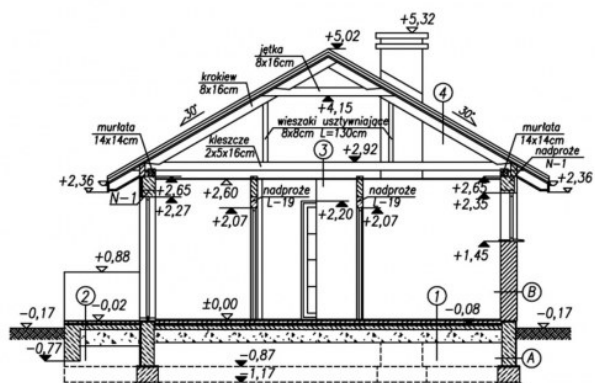 +5,32
+5,02
jętka
8x16cm
krokiew
8x16cm
30°
+4,15
30°
4
wieszaki usztywniające
8x8cm L=130cm
murłata
14x14cm
kleszcze
2x5x16cm
3
+2,92
murłata
14x14cm
nadproże
N-1
+2,36
N-1
+2,65
+2,27
+2,60
nadproże
L-19
+2,07
+2,20
nadproże
L-19
+2,07
+2,65
+2,35
+2,36
+1,45
+0,88
2
-0,02
±0,00
1
-0,08
B
-0,17
-0,17
-0,77
-0,87
-1,17
A